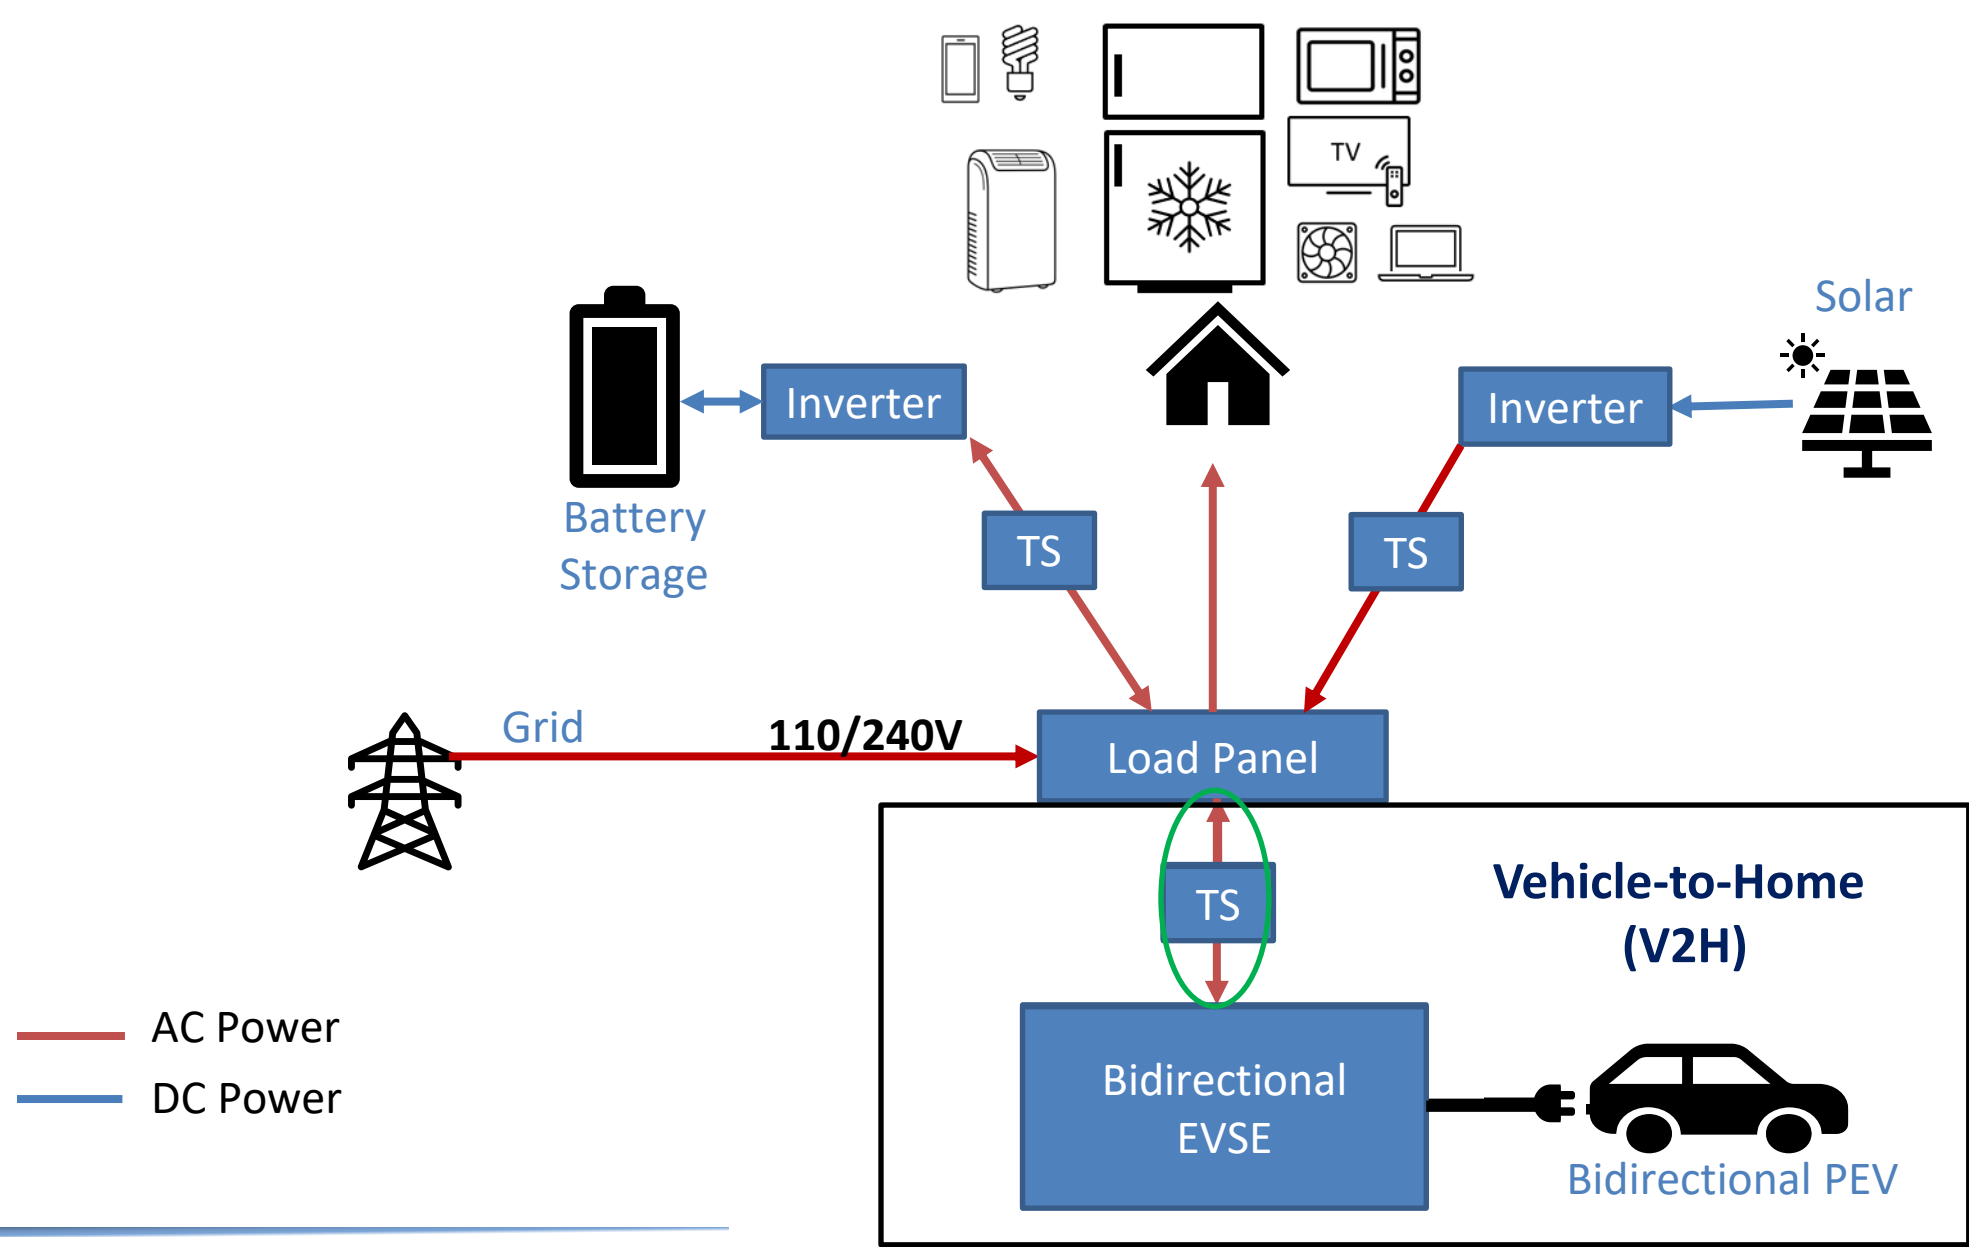 TV
Solar
Inverter
Inverter
Battery
Storage
TS
TS
Grid
110/240V
Load Panel
Vehicle-to-Home
(V2H)
TS
AC Power
DC Power
Bidirectional
EVSE
Bidirectional PEV